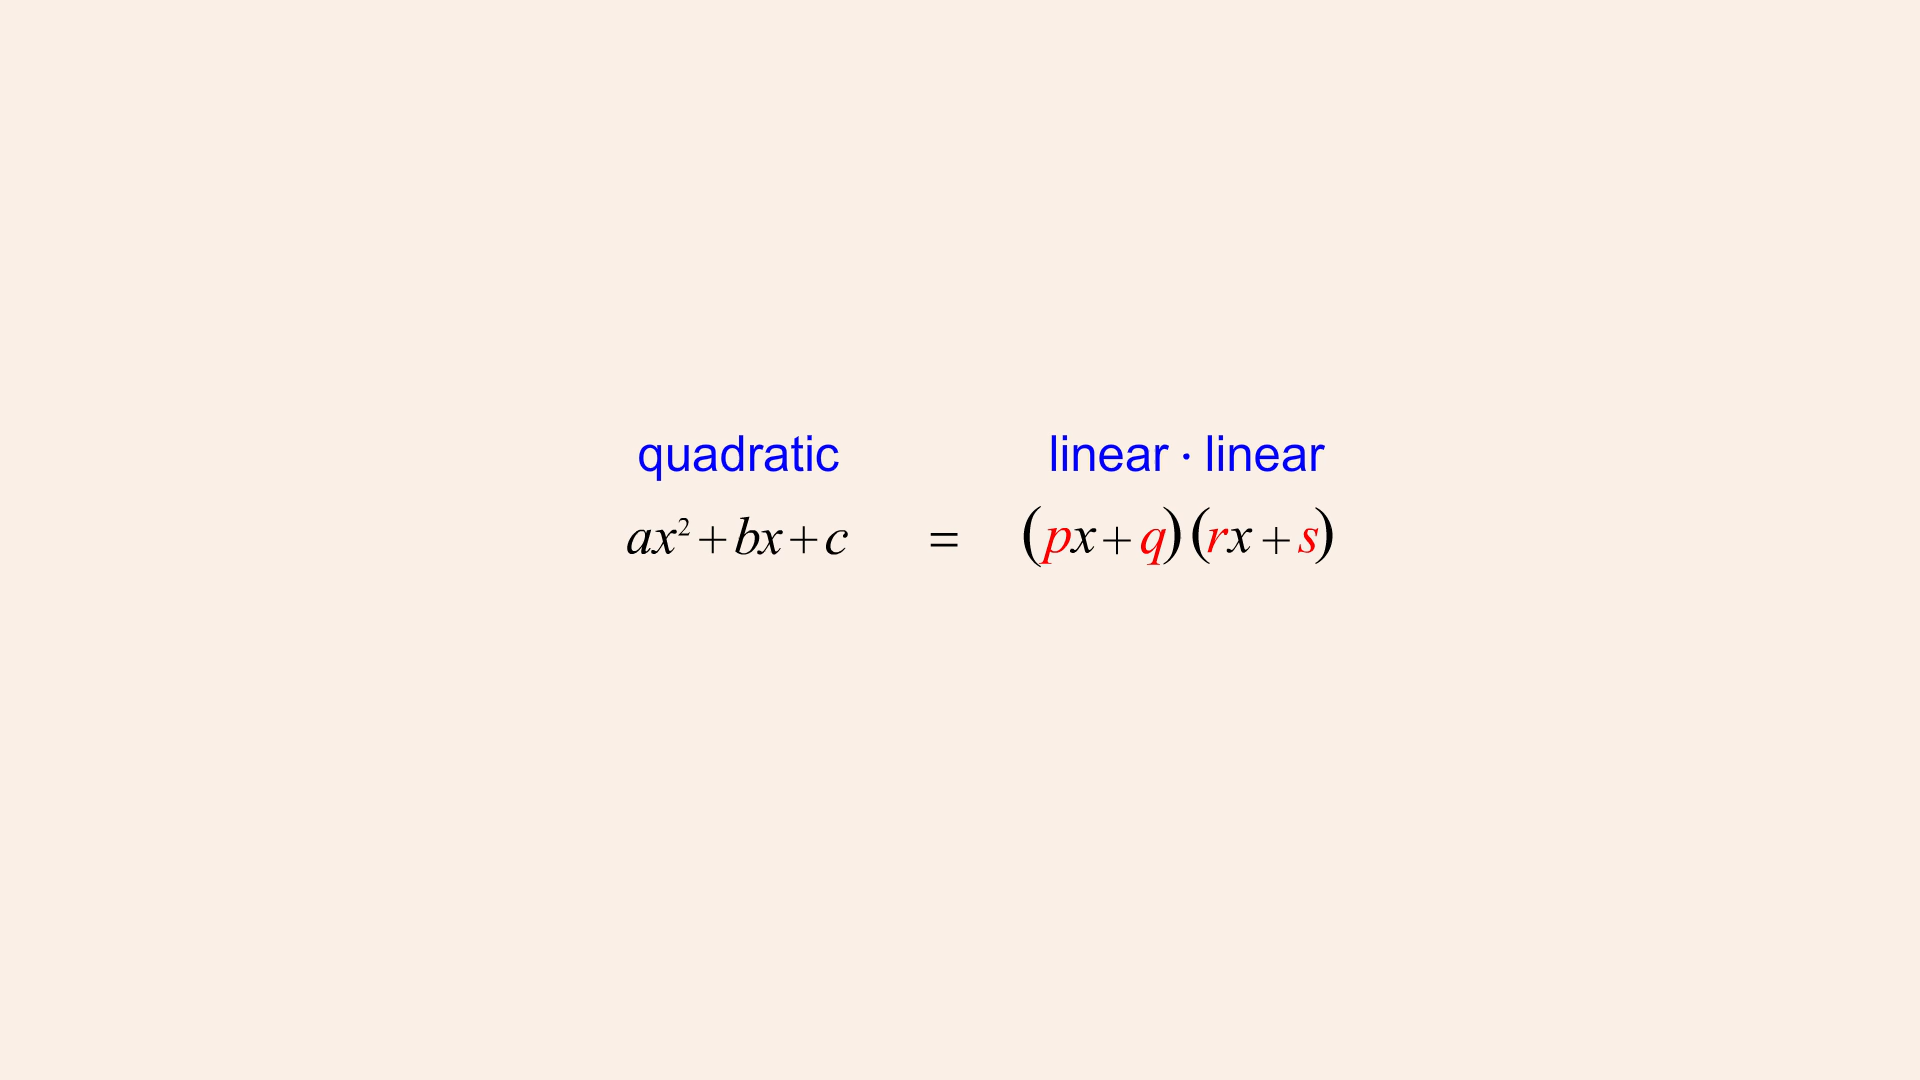 quadratic linear · linear
ax² + bx + c = (px + q)(rx + s)